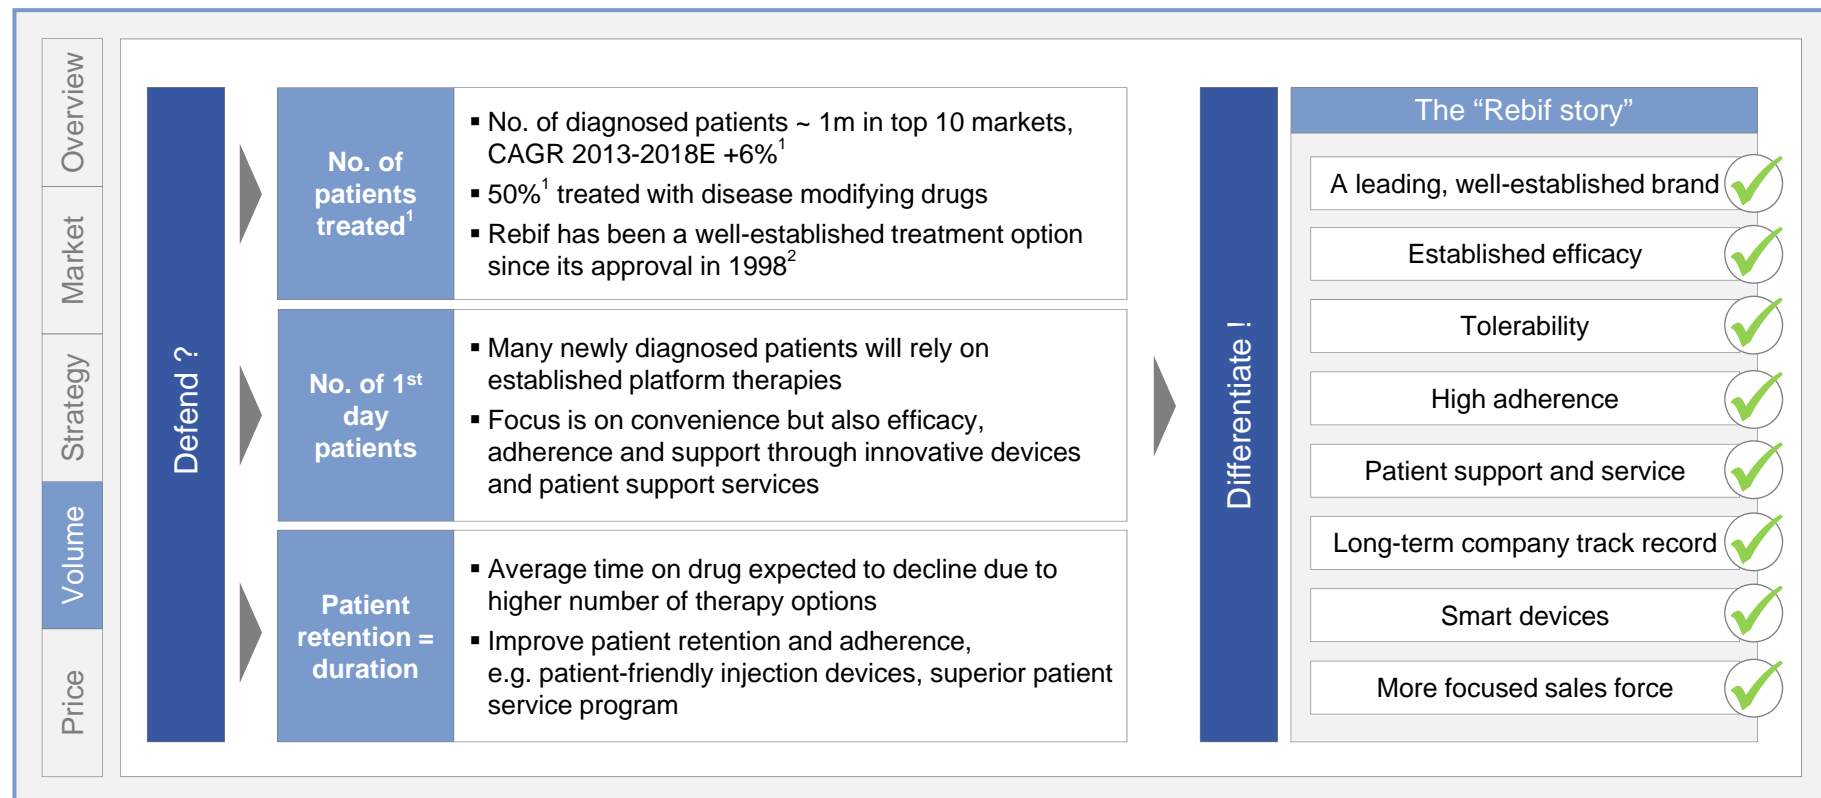 Overview
Market
Strategy
Volume
Price
Defend ?
No. of
patients
treated¹
▪ No. of diagnosed patients ~ 1m in top 10 markets,
CAGR 2013-2018E +6%¹
▪ 50%¹ treated with disease modifying drugs
▪ Rebif has been a well-established treatment option
since its approval in 1998²
No. of 1st
day
patients
▪ Many newly diagnosed patients will rely on
established platform therapies
▪ Focus is on convenience but also efficacy,
adherence and support through innovative devices
and patient support services
Patient
retention =
duration
▪ Average time on drug expected to decline due to
higher number of therapy options
▪ Improve patient retention and adherence,
e.g. patient-friendly injection devices, superior patient
service program
Differentiate !
The “Rebif story”
A leading, well-established brand
Established efficacy
Tolerability
High adherence
Patient support and service
Long-term company track record
Smart devices
More focused sales force